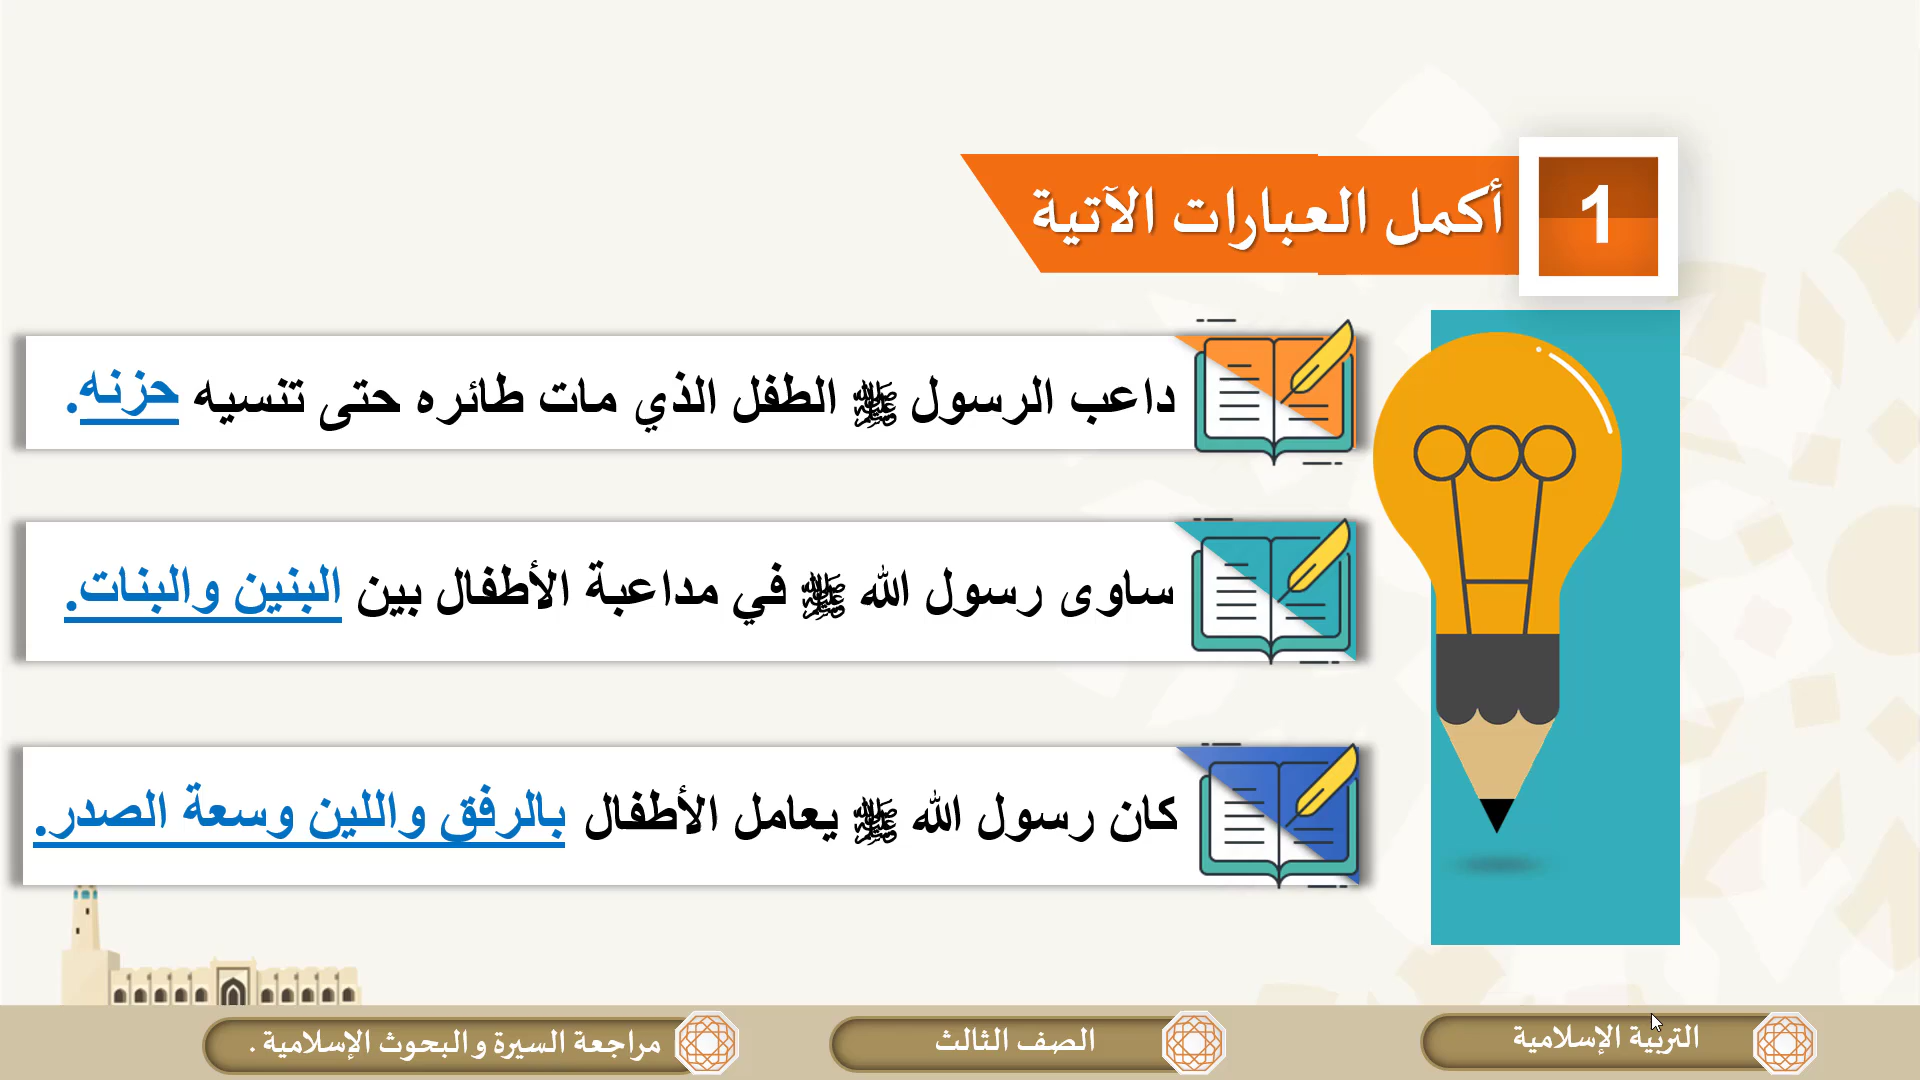 1
أكمل العبارات الآتية
داعب الرسول ﷺ الطفل الذي مات طائره حتى تنسيه حزنه.
ساوى رسول الله ﷺ في مداعبة الأطفال بين البنين والبنات.
كان رسول الله ﷺ يعامل الأطفال بالرفق واللين وسعة الصدر.
التربية الإسلامية
الصف الثالث
مراجعة السيرة والبحوث الإسلامية .